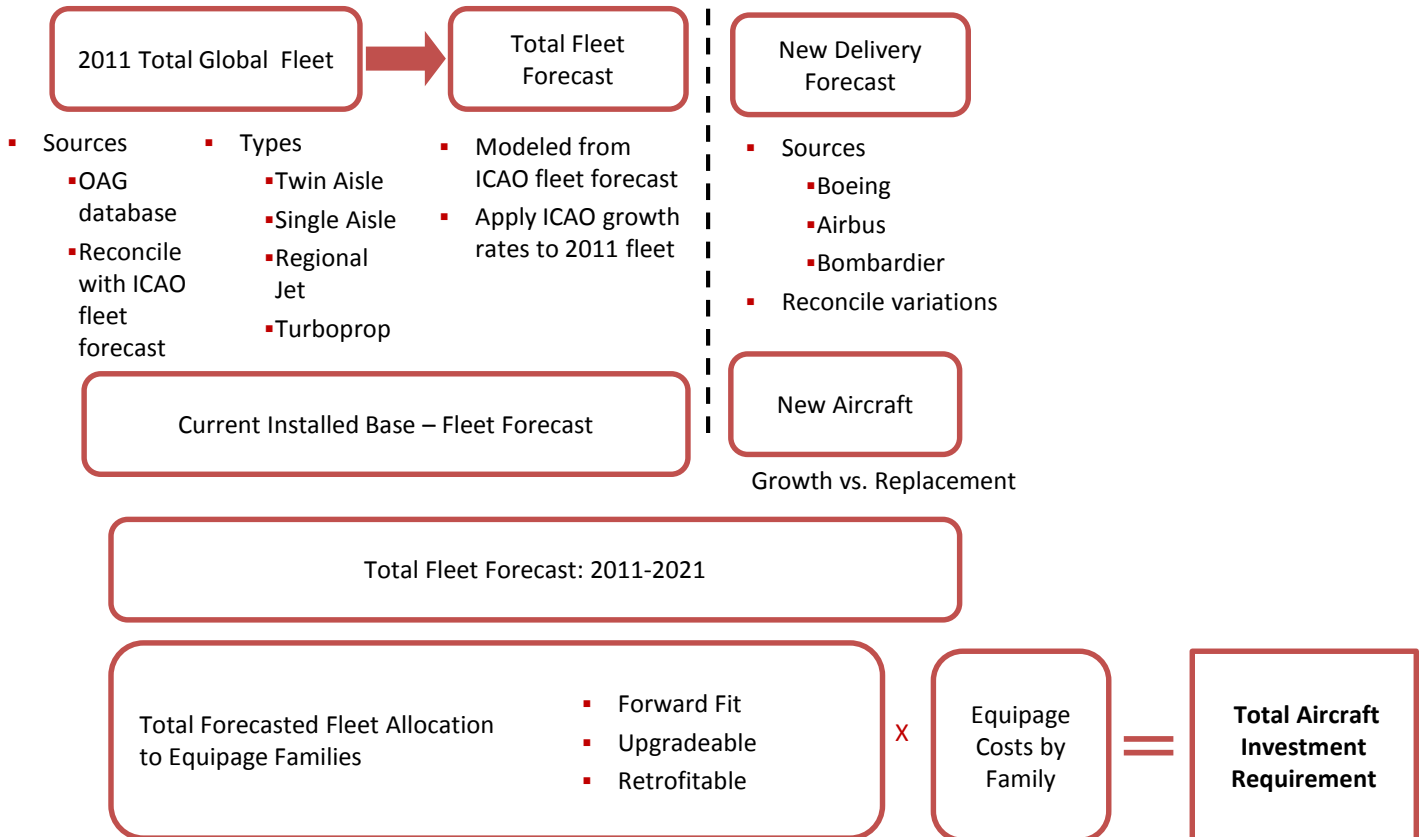 2011 Total Global Fleet
Total Fleet
Forecast
New Delivery
Forecast
▪ Sources
▪OAG
database
▪Reconcile
with ICAO
fleet
forecast
▪ Types
▪Twin Aisle
▪Single Aisle
▪Regional
Jet
▪Turboprop
▪ Modeled from
ICAO fleet forecast
▪ Apply ICAO growth
rates to 2011 fleet
▪ Sources
▪Boeing
▪Airbus
▪Bombardier
▪ Reconcile variations
Current Installed Base – Fleet Forecast
New Aircraft
Growth vs. Replacement
Total Fleet Forecast: 2011-2021
Total Forecasted Fleet Allocation
to Equipage Families
▪ Forward Fit
▪ Upgradeable
▪ Retrofitable
X
Equipage
Costs by
Family
Total Aircraft
Investment
Requirement